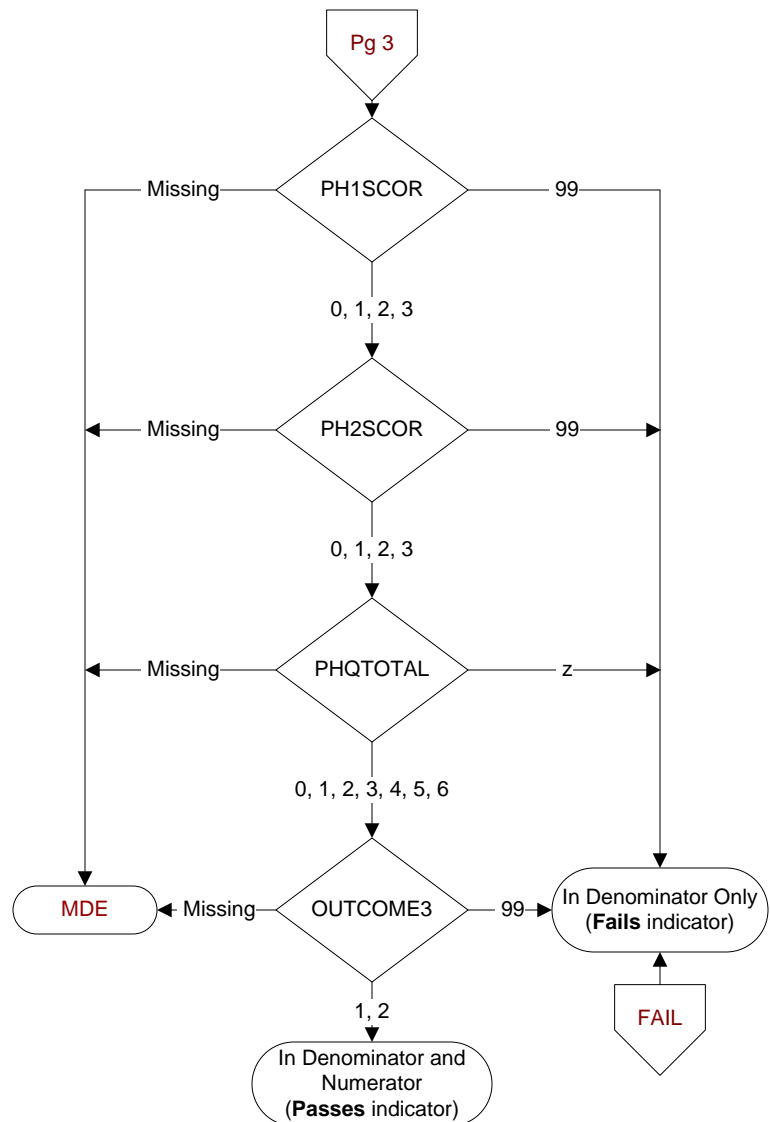 Pg 3
PH1SCOR
Missing
99
0, 1, 2, 3
PH2SCOR
Missing
99
0, 1, 2, 3
PHQTOTAL
Missing
z
0, 1, 2, 3, 4, 5, 6
MDE
Missing
OUTCOME3
99
In Denominator Only
(Fails indicator)
1, 2
FAIL
In Denominator and
Numerator
(Passes indicator)